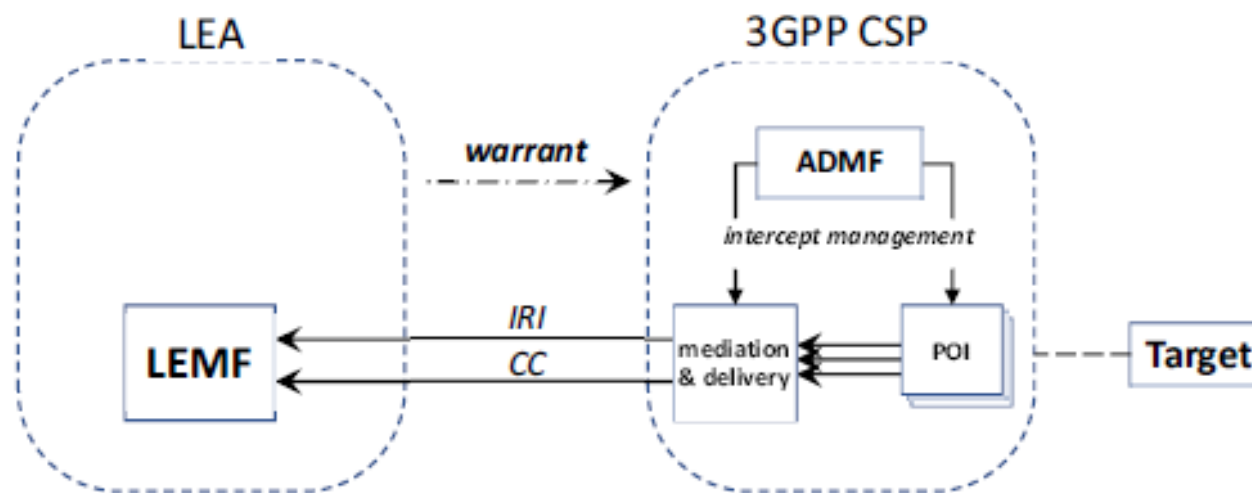 LEA
3GPP CSP
warrant
ADMF
intercept management
IRI
CC
LEMF
mediation
& delivery
POI
Target